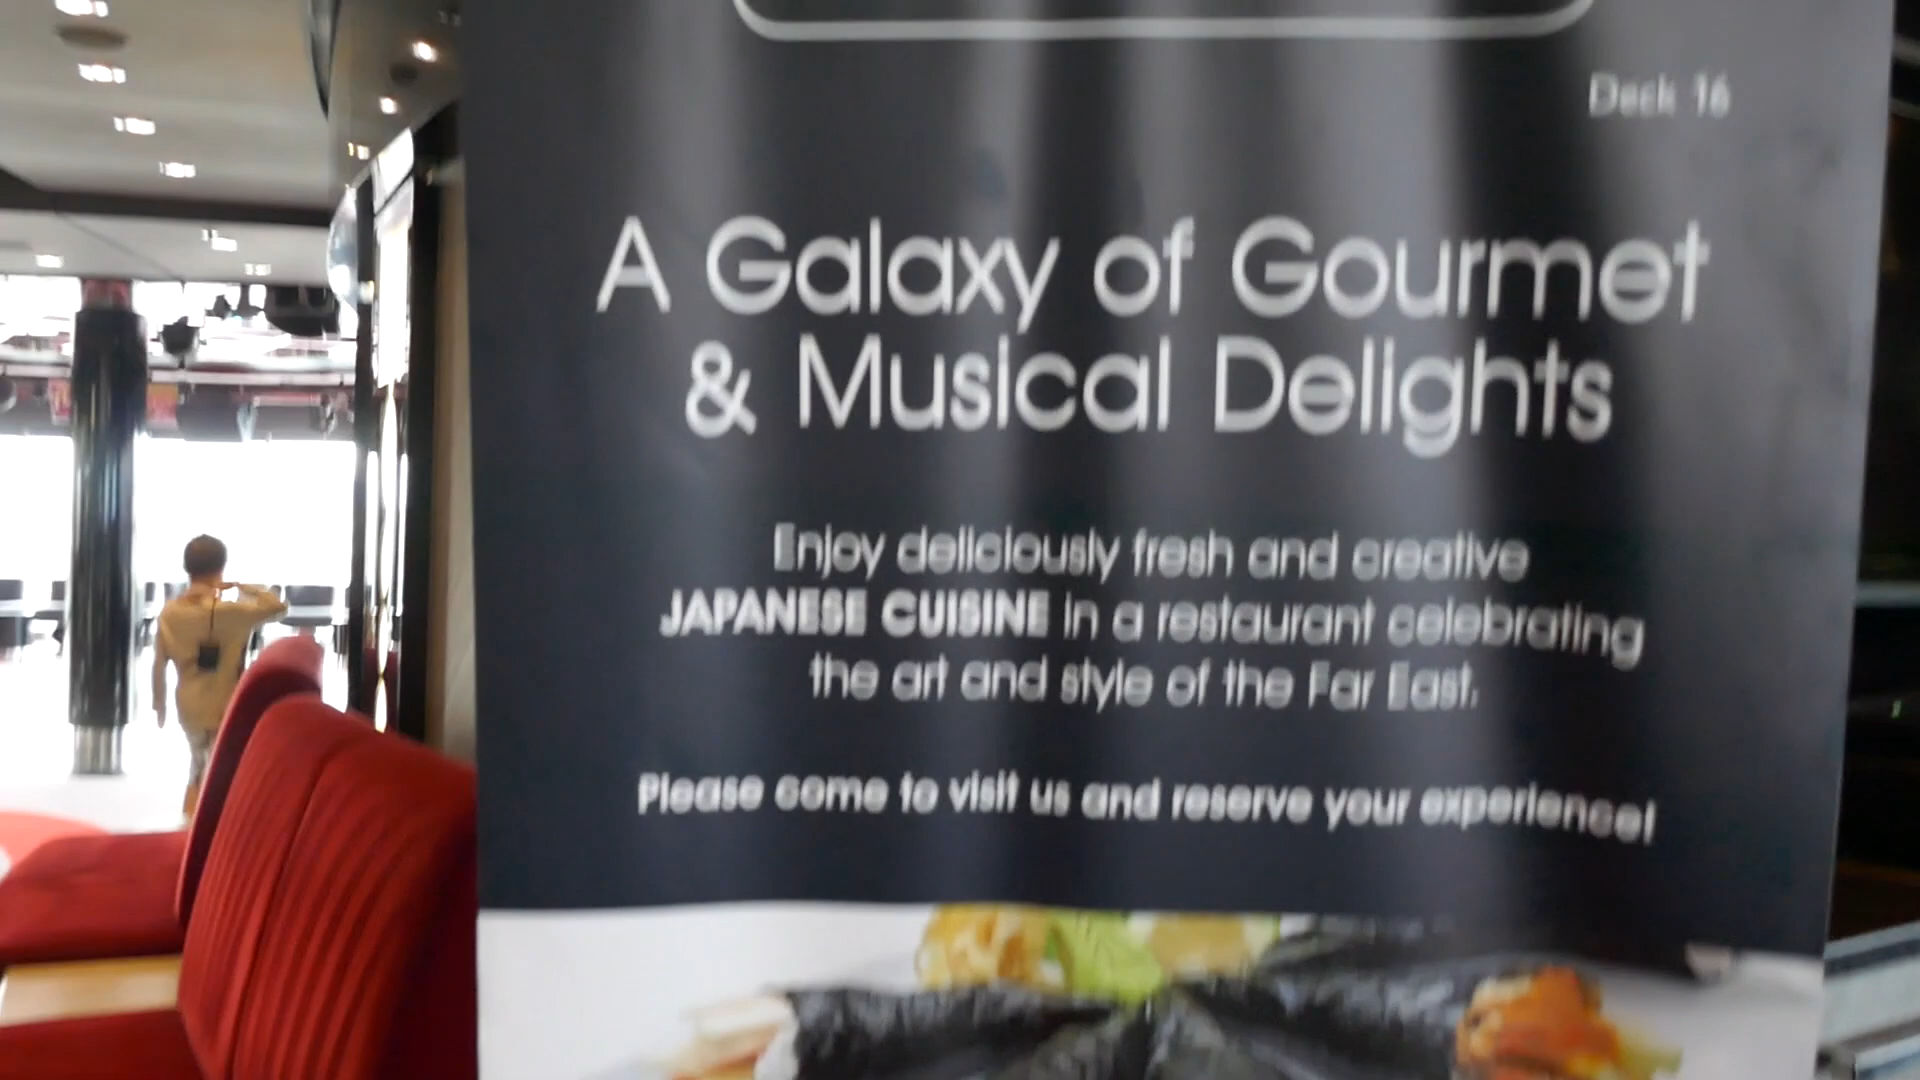 Deck 16
A Galaxy of Gourmet
& Musical Delights
Enjoy deliciously fresh and creative
JAPANESE CUISINE in a restaurant celebrating
the art and style of the Far East.
Please come to visit us and reserve your experience!